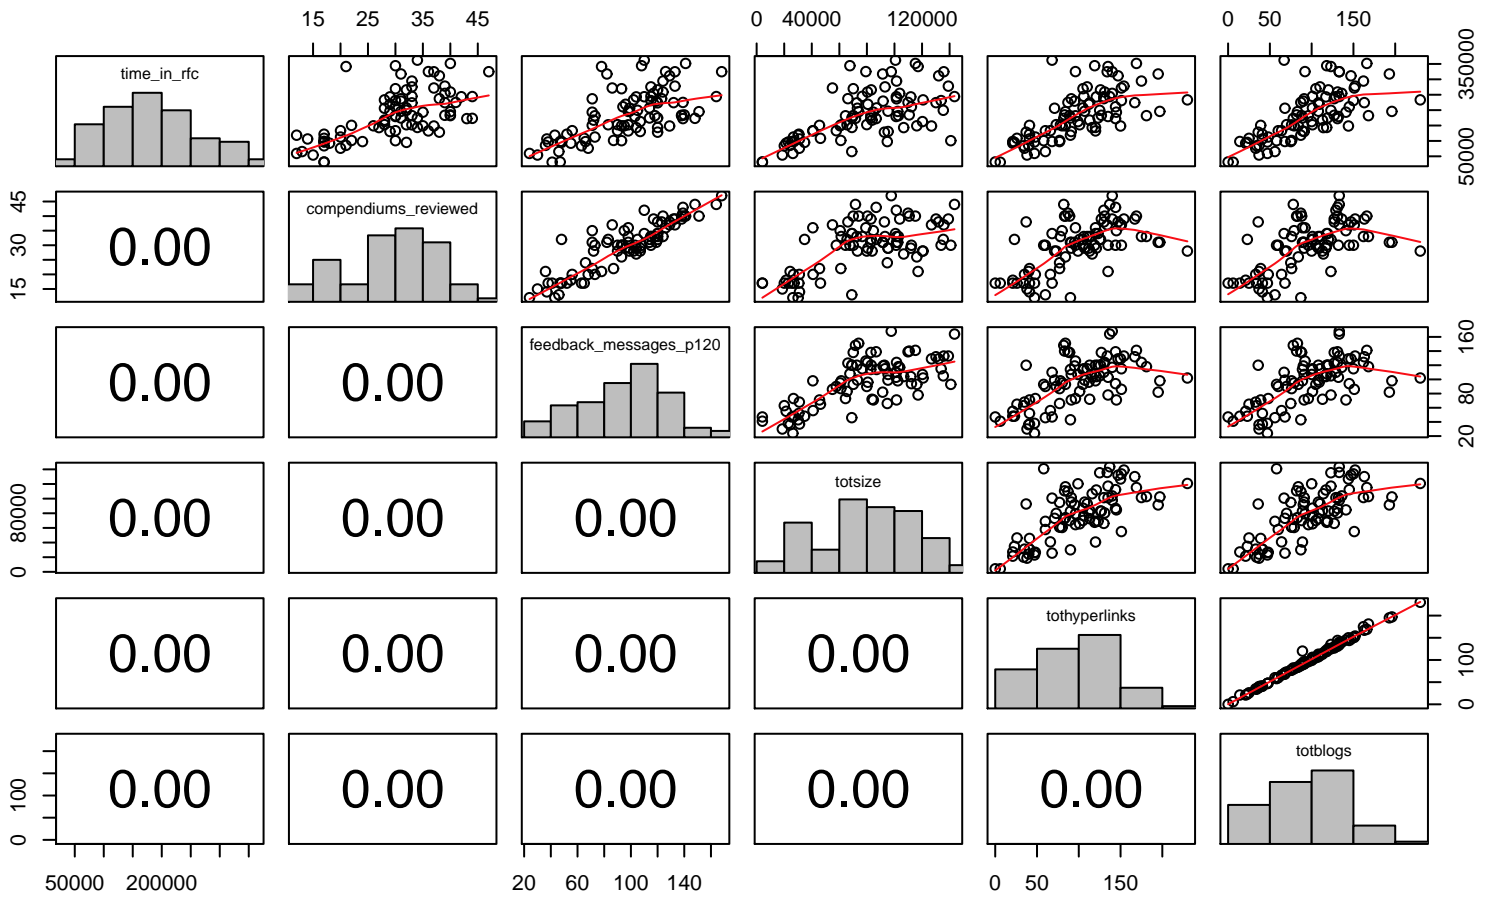 15 25 35 45 0 40000 120000 0 50 150
time_in_rfc
50000 350000
compendiums_reviewed
15 30 45
0.00
feedback_messages_p120
0.00 0.00
20 80 160
totsize
0 80000
0.00 0.00 0.00
tothyperlinks
0.00 0.00 0.00 0.00
0 100
totblogs
0 100
0.00 0.00 0.00 0.00 0.00
50000 200000 20 60 100 140 0 50 150